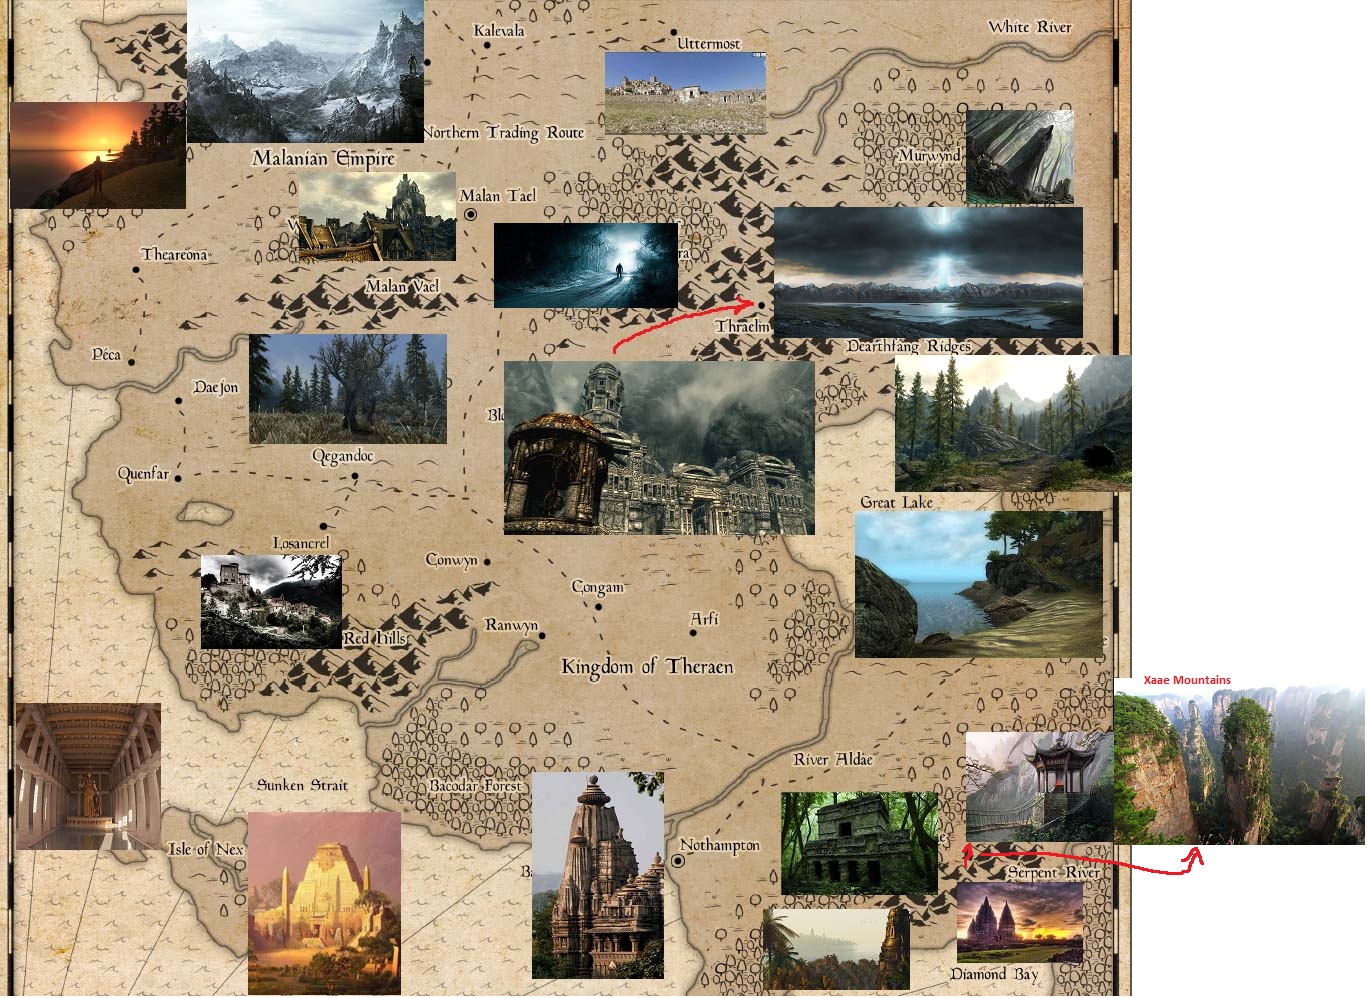 Kalevala
Uttermost
White River
Northern Trading Route
Malanian Empire
Murwynd
Malan Tael
Theareona
Malan Vael
Thraelm
Péca
Dearthfang Ridges
Daejon
Qegandoc
Quenfar
Great Lake
Losancrel
Conwyn
Congam
Arfi
Ranwyn
Red Hills
Kingdom of Theraen
Xaae Mountains
River Aldae
Sunken Strait
Bacodar Forest
Isle of Nex
Nothampton
Serpent River
Diamond Bay